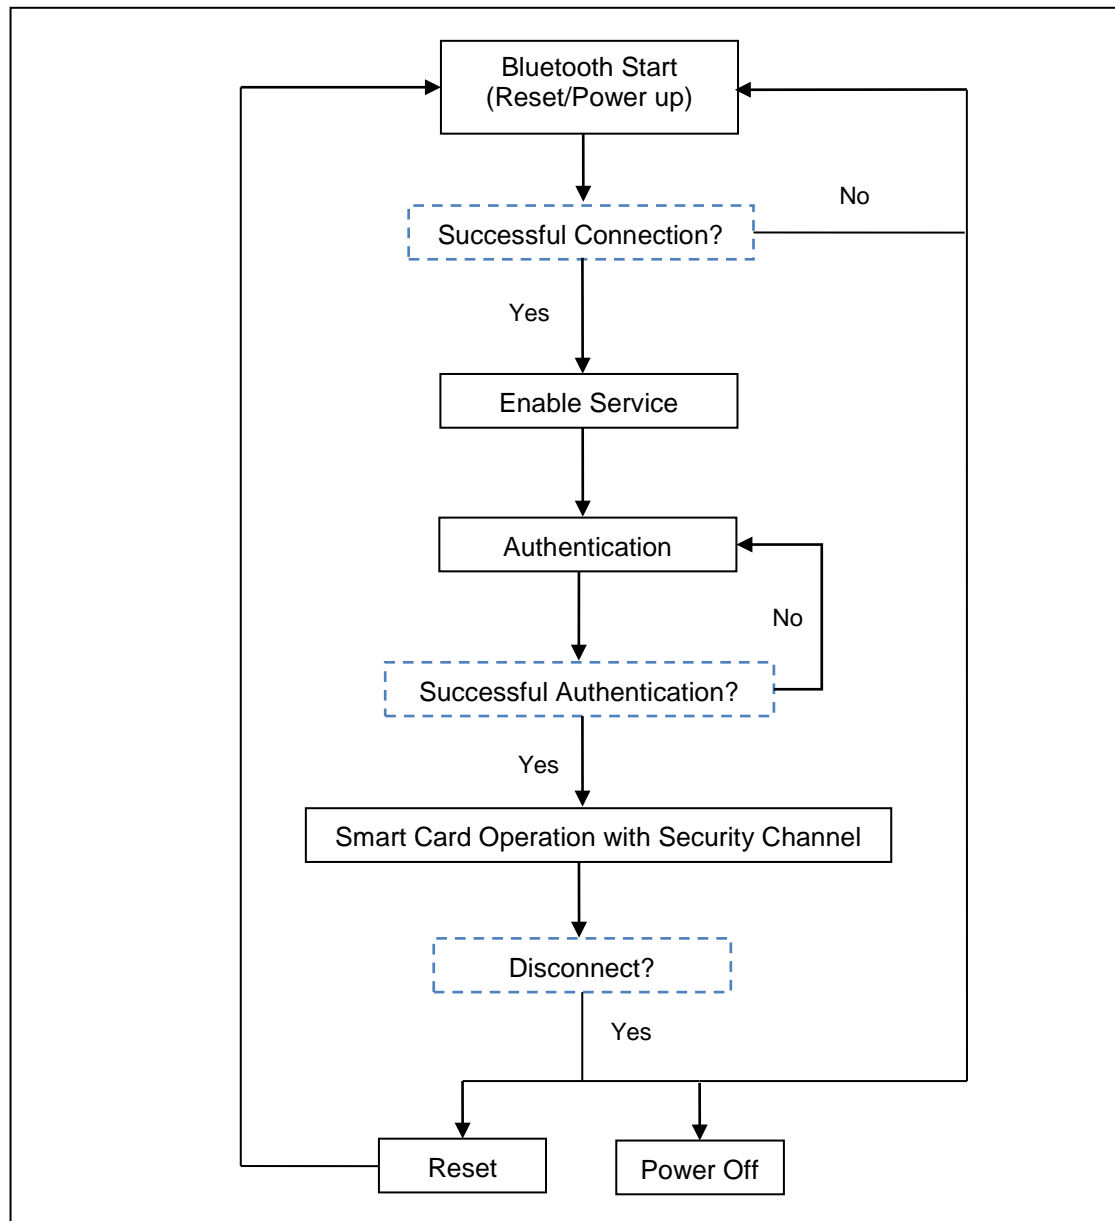 Bluetooth Start
(Reset/Power up)
No
Successful Connection?
Yes
Enable Service
Authentication
No
Successful Authentication?
Yes
Smart Card Operation with Security Channel
Disconnect?
Yes
Reset
Power Off